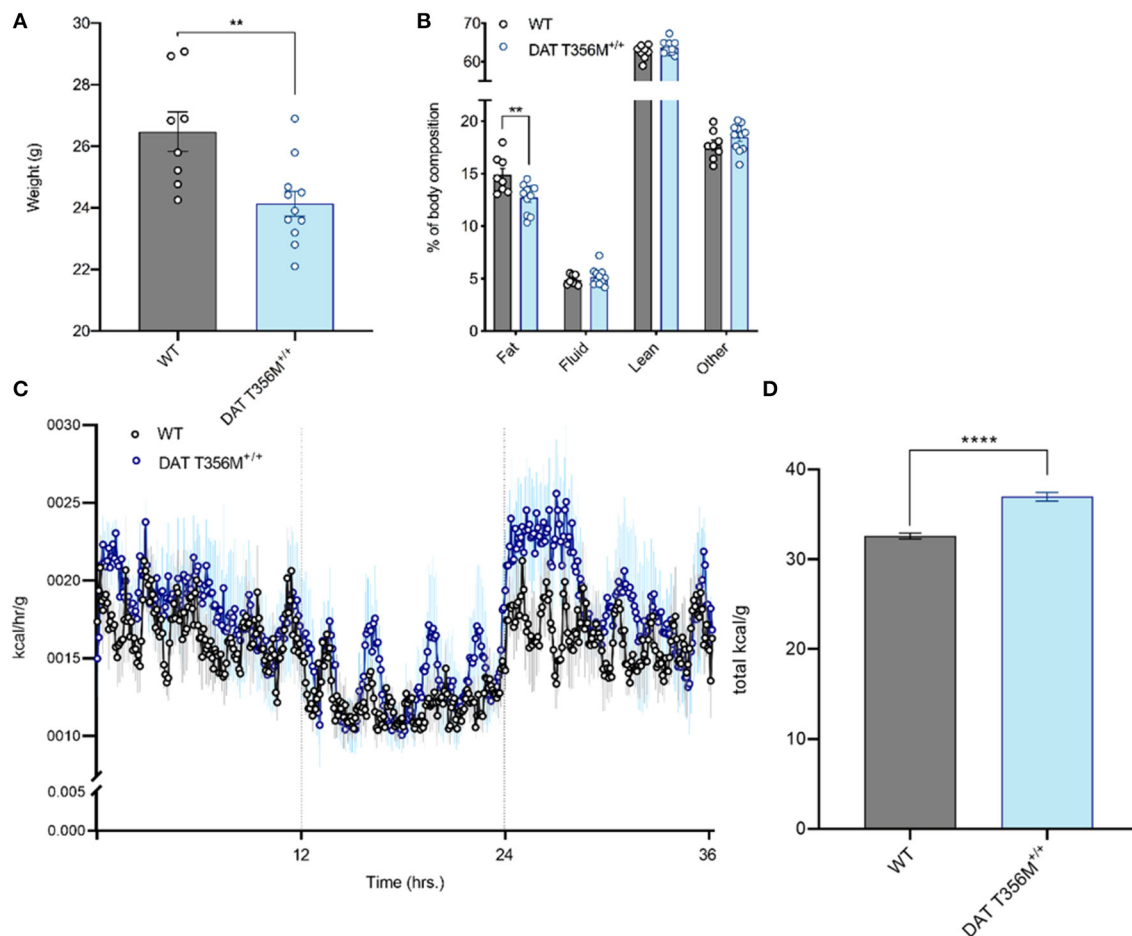 A
Weight (g)
30
28
26
24
22
20
**
WT
DAT T356M+/+
B
% of body composition
70
60
20
15
10
5
0
WT
DAT T356M+/+
**
Fat
Fluid
Lean
Other
C
kcal/hr/g
0030
0025
0020
0015
0010
0.005
0.000
WT
DAT T356M+/+
12
24
36
Time (hrs.)
D
total kcal/g
40
30
20
10
0
****
WT
DAT T356M+/+